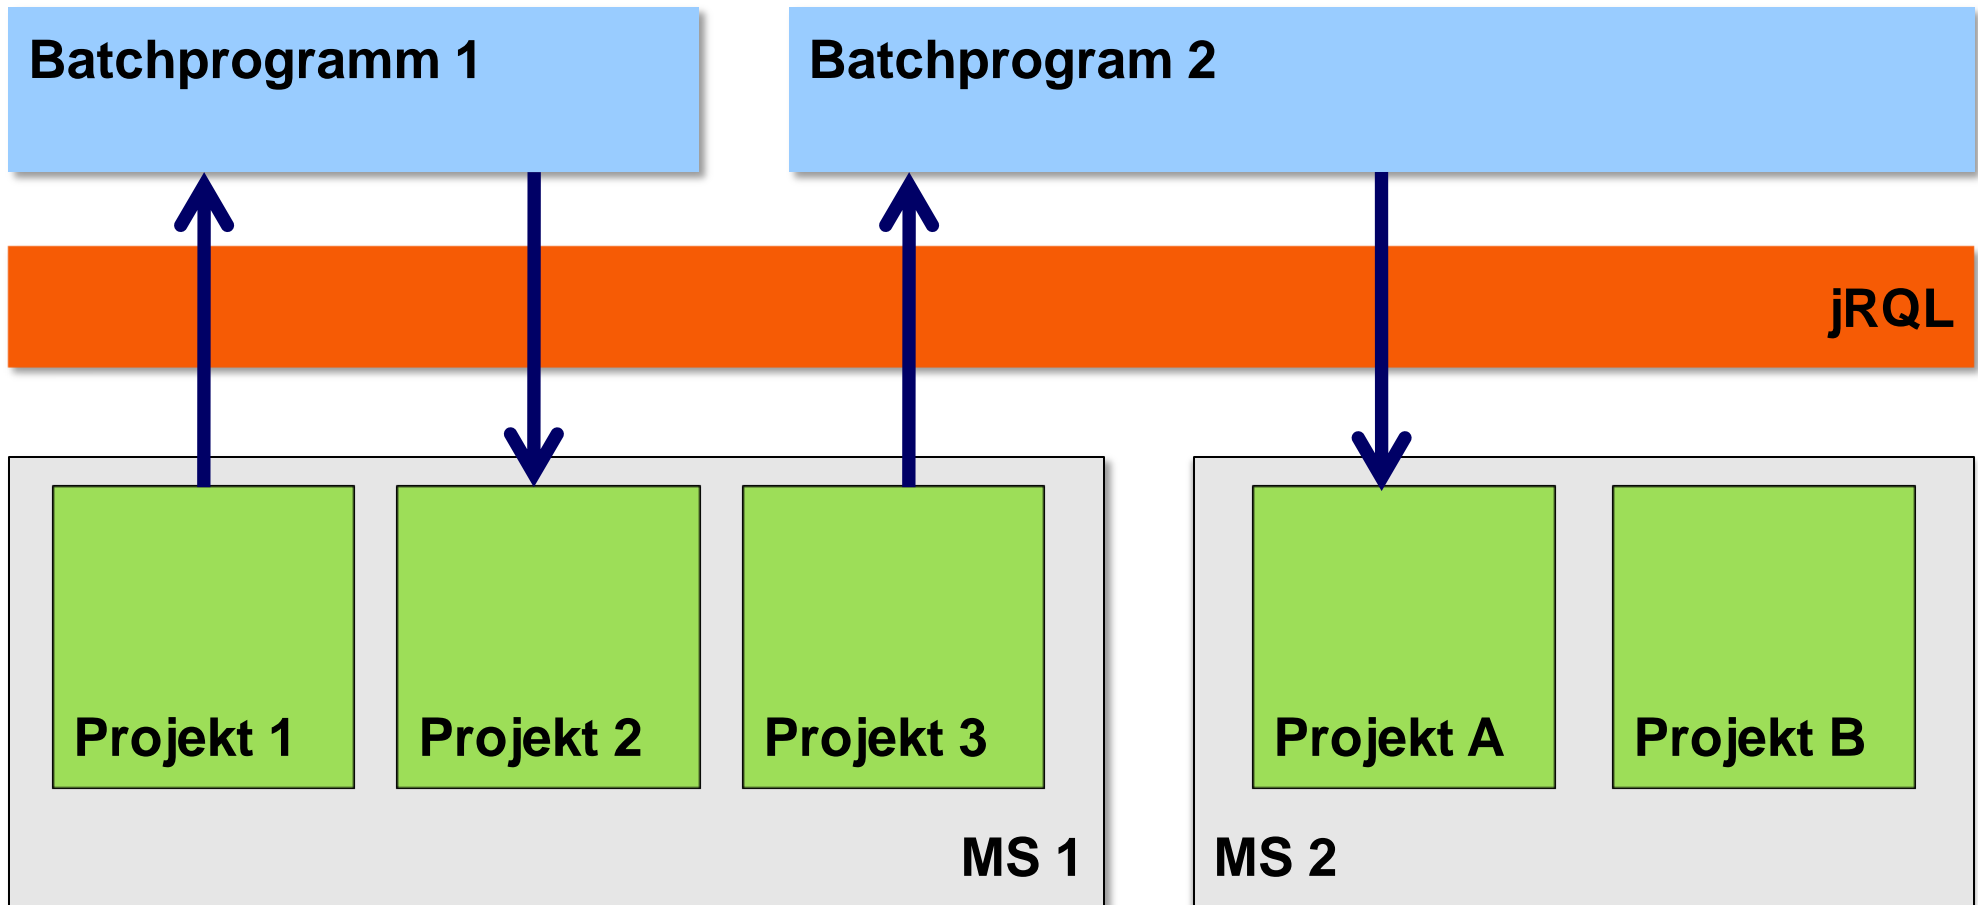 Batchprogramm 1
Batchprogram 2
jRQL
Projekt 1
Projekt 2
Projekt 3
Projekt A
Projekt B
MS 1
MS 2